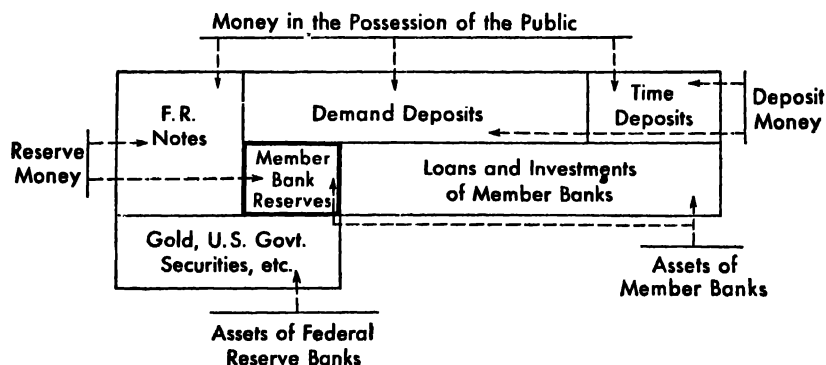 Money in the Possession of the Public
F.R.
Notes
Demand Deposits
Time
Deposits
Deposit
Money
Reserve
Money
Member
Bank
Reserves
Loans and Investments
of Member Banks
Gold, U.S. Govt.
Securities, etc.
Assets of
Member Banks
Assets of Federal
Reserve Banks